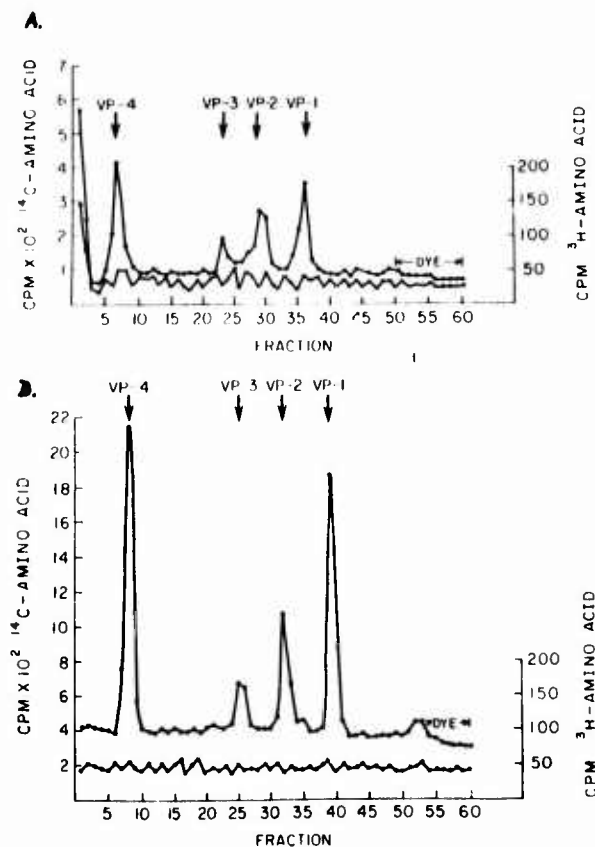 A.
VP-4 VP-3 VP-2 VP-1
7
6
5
4
3
2
1
CPM X 10² ¹⁴C-AMINO ACID
200
150
100
50
CPM ³H-AMINO ACID
DYE
5 10 15 20 25 30 35 40 45 50 55 60
FRACTION
B.
VP-4 VP 3 VP-2 VP-1
22
20
18
16
14
12
10
8
6
4
2
CPM X 10² ¹⁴C-AMINO ACID
200
150
100
50
CPM ³H-AMINO ACID
DYE
5 10 15 20 25 30 35 40 45 50 55 60
FRACTION